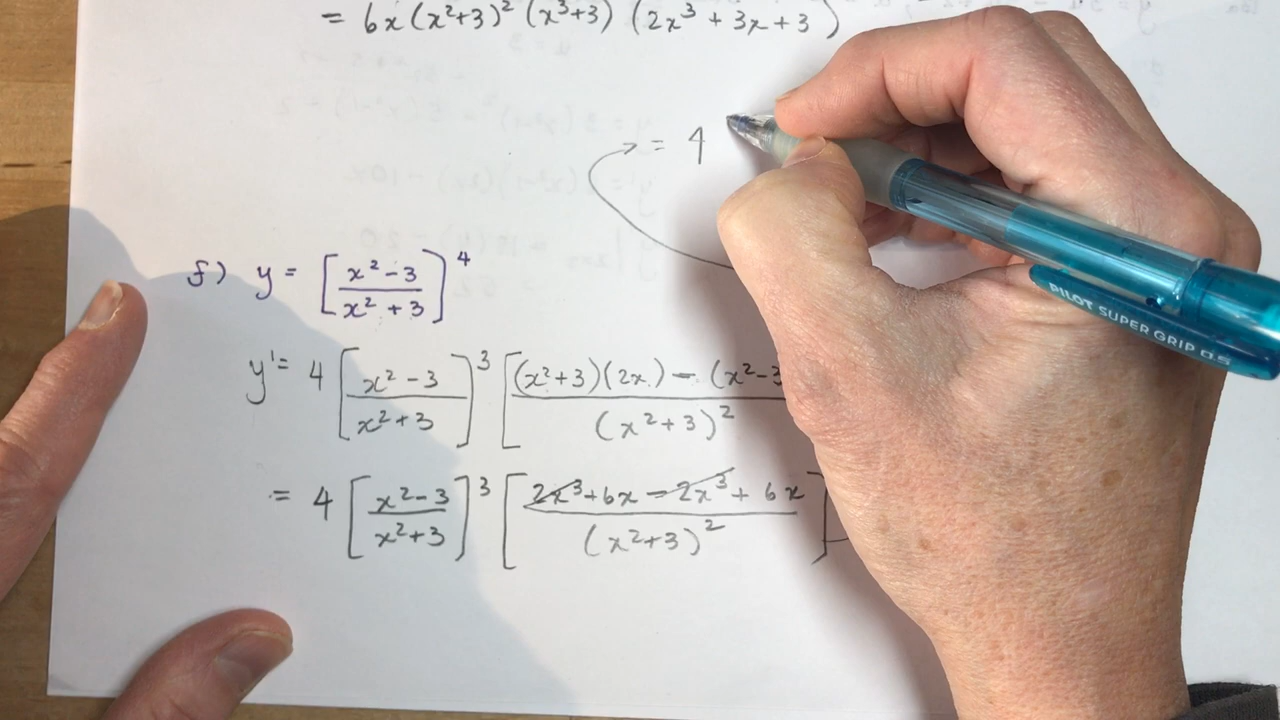 = 6x(x²+3)² (x³+3) (2x³ + 3x + 3)
= 4
f) y = [(x² - 3)/(x² + 3)]⁴
y' = 4 [(x² - 3)/(x² + 3)]³ [(x²+3)(2x) - (x²-3
(x²+3)²
= 4 [(x²-3)/(x²+3)]³ [(2x³+6x - 2x³ + 6x)/(x²+3)²]
PILOT SUPER GRIP 0.5